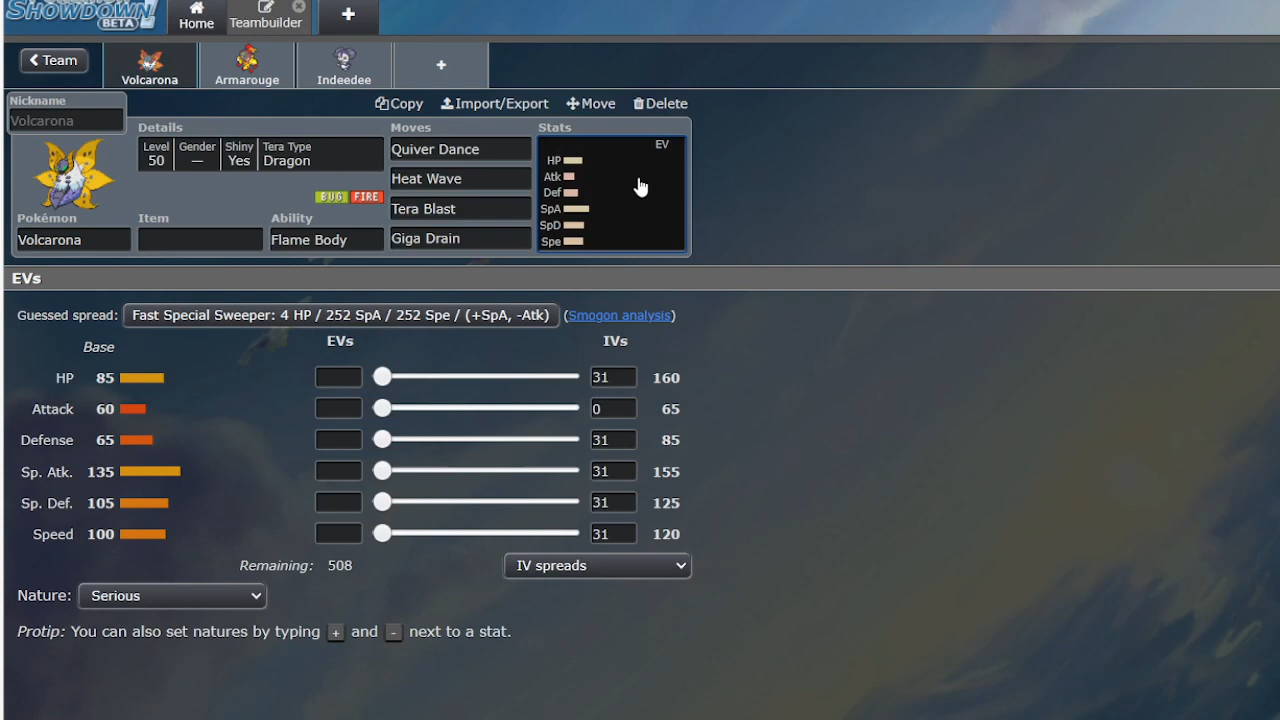 SHOWDOWN!
BETA
Home
Teambuilder
+
Team
Volcarona
Armarouge
Indeedee
+
Nickname
Volcarona
Copy
Import/Export
Move
Delete
Details
Level
50
Gender
—
Shiny
Yes
Tera Type
Dragon
BUG FIRE
Pokémon
Volcarona
Item
Ability
Flame Body
Moves
Quiver Dance
Heat Wave
Tera Blast
Giga Drain
Stats
EV
HP
Atk
Def
SpA
SpD
Spe
EVs
Guessed spread: Fast Special Sweeper: 4 HP / 252 SpA / 252 Spe / (+SpA, -Atk) (Smogon analysis)
Base EVs IVs
HP 85 31 160
Attack 60 0 65
Defense 65 31 85
Sp. Atk. 135 31 155
Sp. Def. 105 31 125
Speed 100 31 120
Remaining: 508 IV spreads
Nature: Serious
Protip: You can also set natures by typing + and - next to a stat.